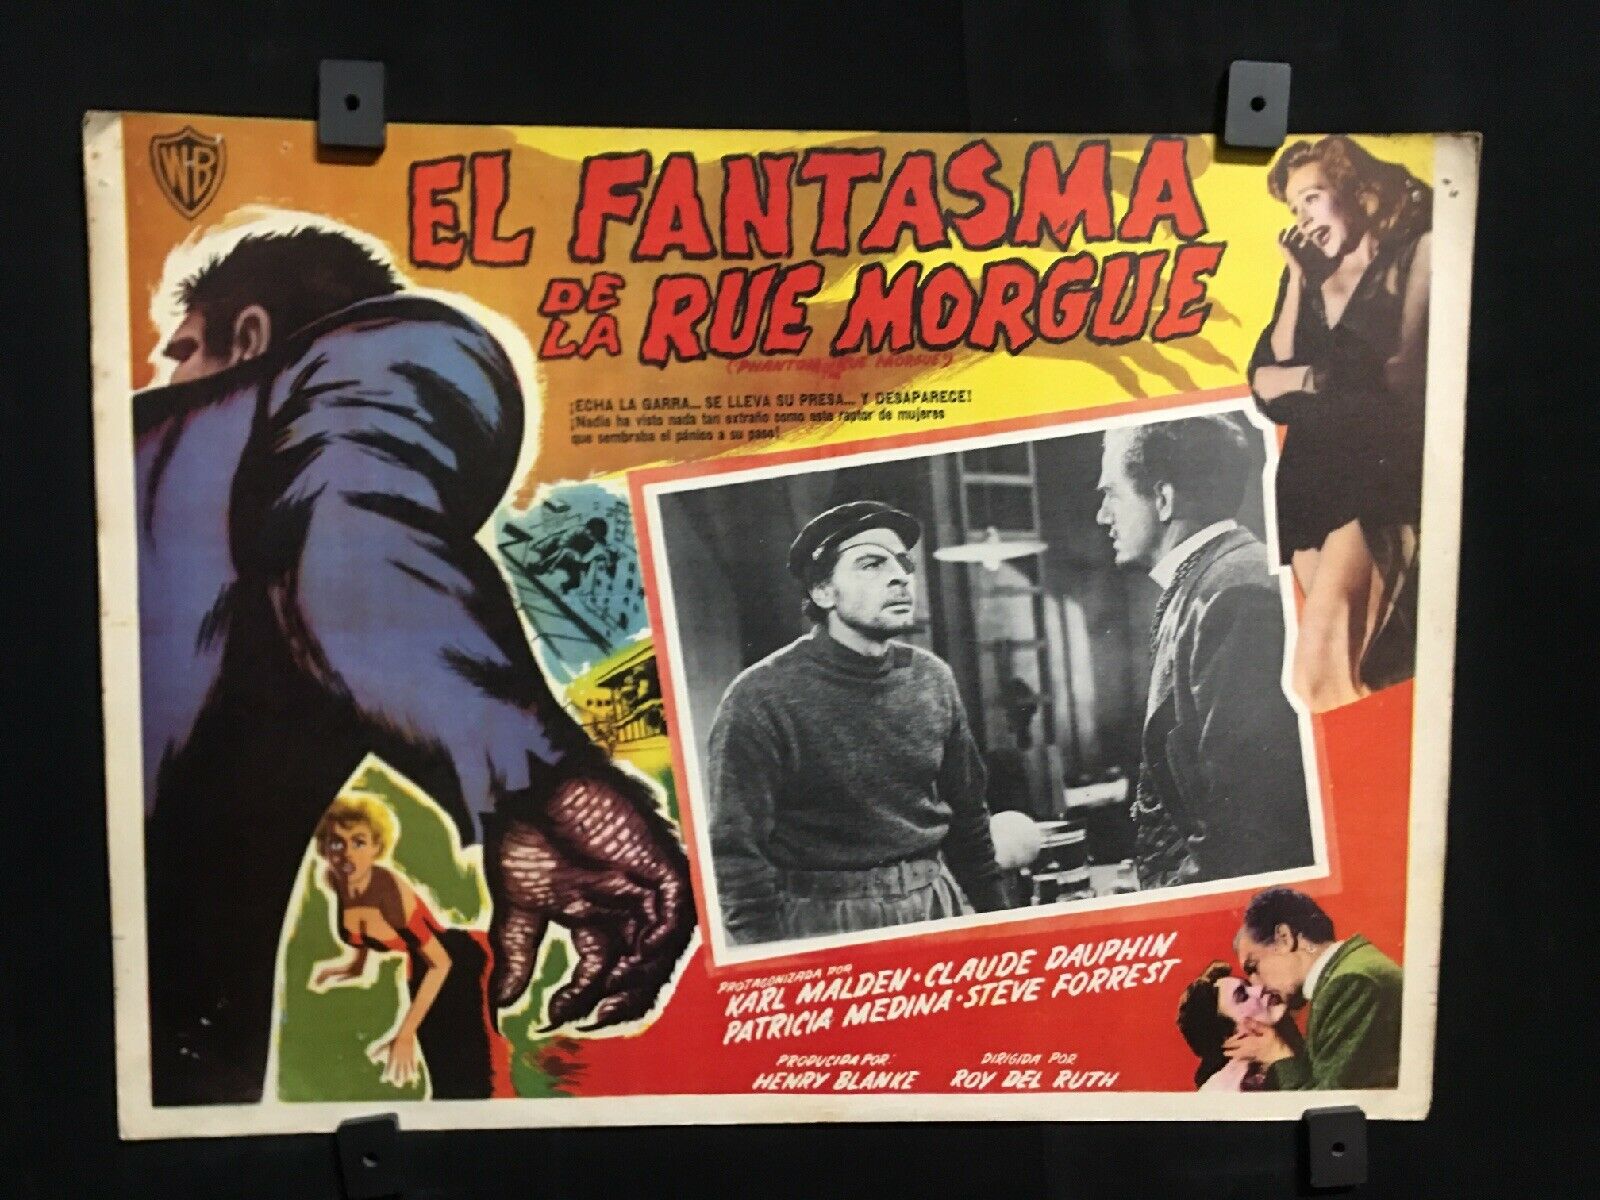 WB
EL FANTASMA
DE LA RUE MORGUE
(PHANTOM RUE MORGUE)
¡ECHA LA GARRA... SE LLEVA SU PRESA... Y DESAPARECE!
¡Nadie ha visto nada tan extraño como este raptor de mujeres
que sembraba el pánico a su paso!
PROTAGONIZADA POR
KARL MALDEN · CLAUDE DAUPHIN
PATRICIA MEDINA · STEVE FORREST
PRODUCIDA POR: DIRIGIDA POR
HENRY BLANKE ROY DEL RUTH